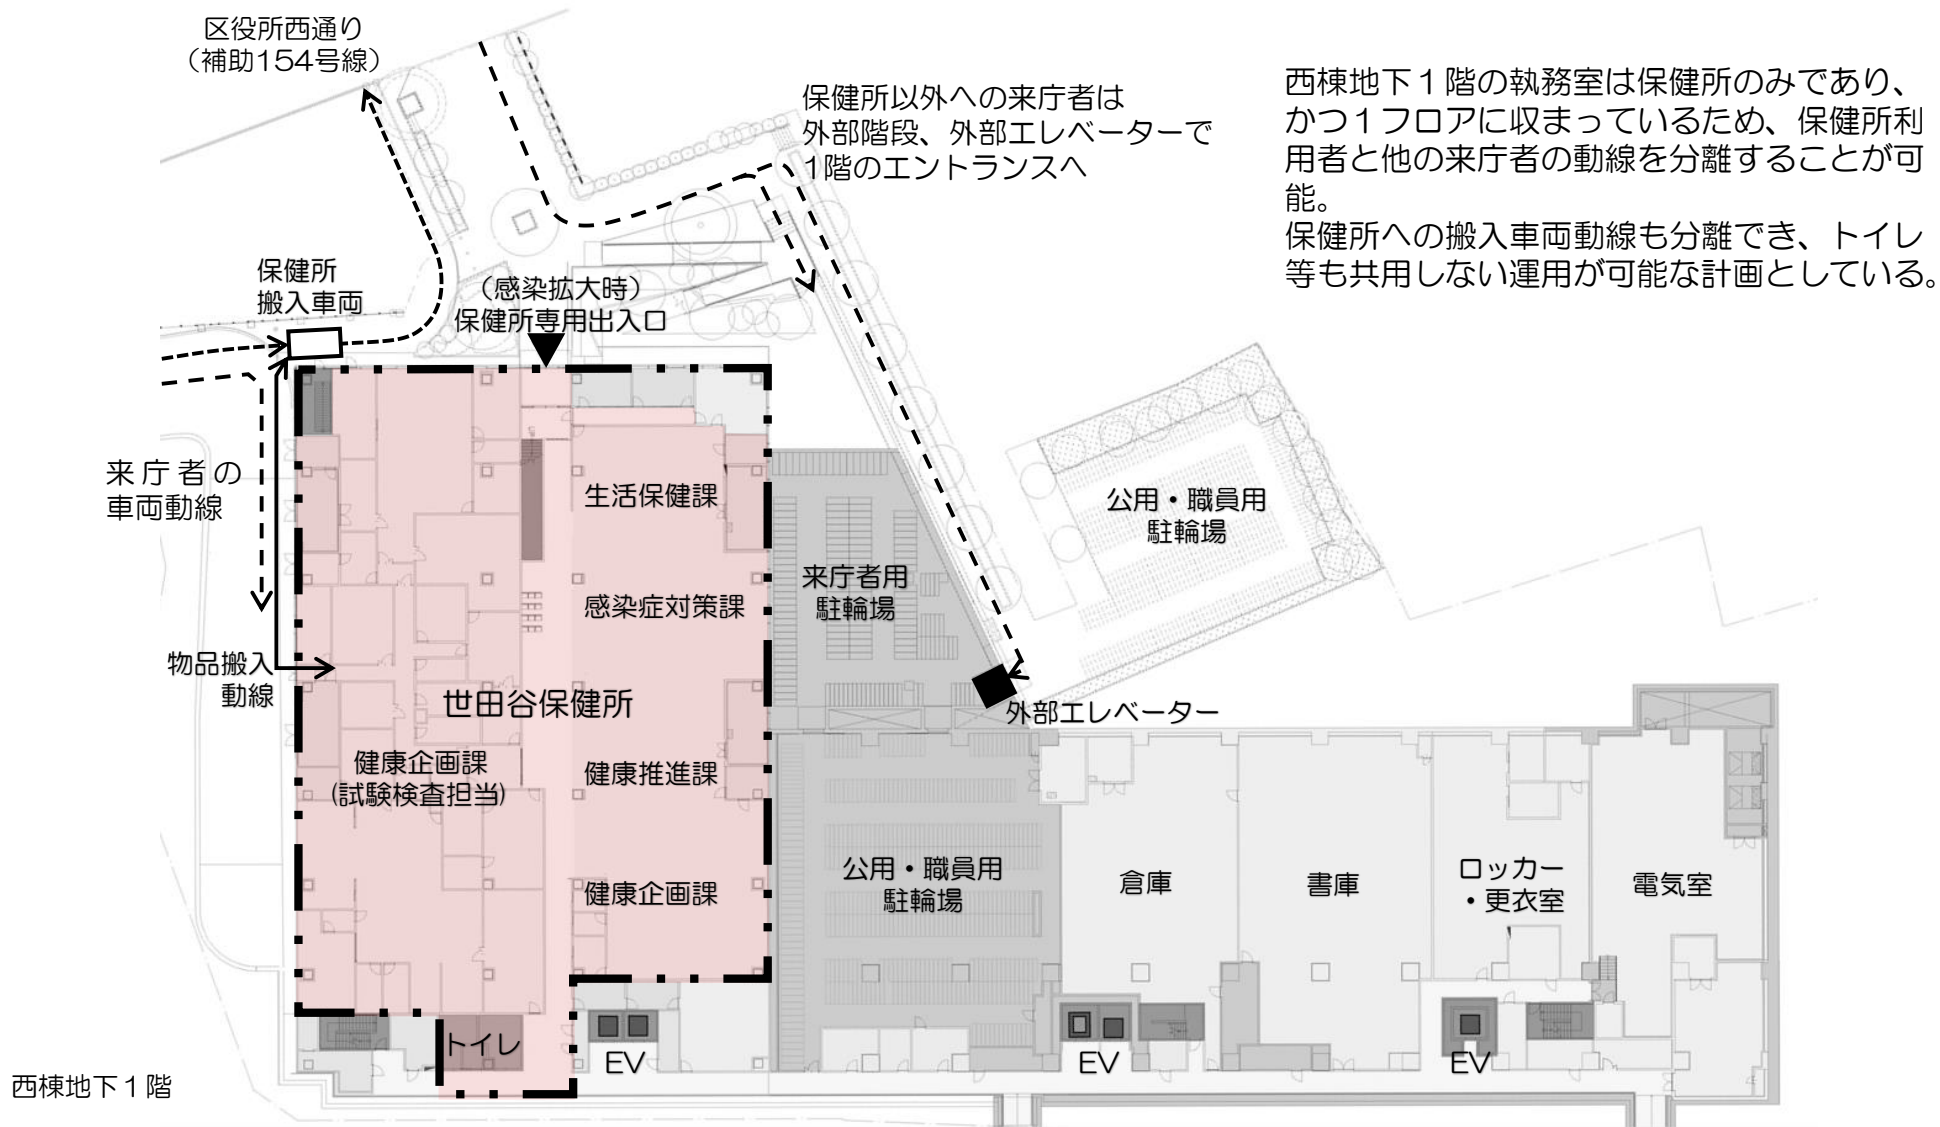 区役所西通り
（補助154号線）
保健所以外への来庁者は
外部階段、外部エレベーターで
1階のエントランスへ
西棟地下１階の執務室は保健所のみであり、
かつ１フロアに収まっているため、保健所利
用者と他の来庁者の動線を分離することが可
能。
保健所への搬入車両動線も分離でき、トイレ
等も共用しない運用が可能な計画としている。
保健所
搬入車両
（感染拡大時）
保健所専用出入口
来庁者の
車両動線
物品搬入
動線
生活保健課
感染症対策課
世田谷保健所
健康企画課
(試験検査担当)
健康推進課
健康企画課
トイレ
来庁者用
駐輪場
公用・職員用
駐輪場
外部エレベーター
公用・職員用
駐輪場
倉庫
書庫
ロッカー
・更衣室
電気室
EV
EV
EV
西棟地下１階